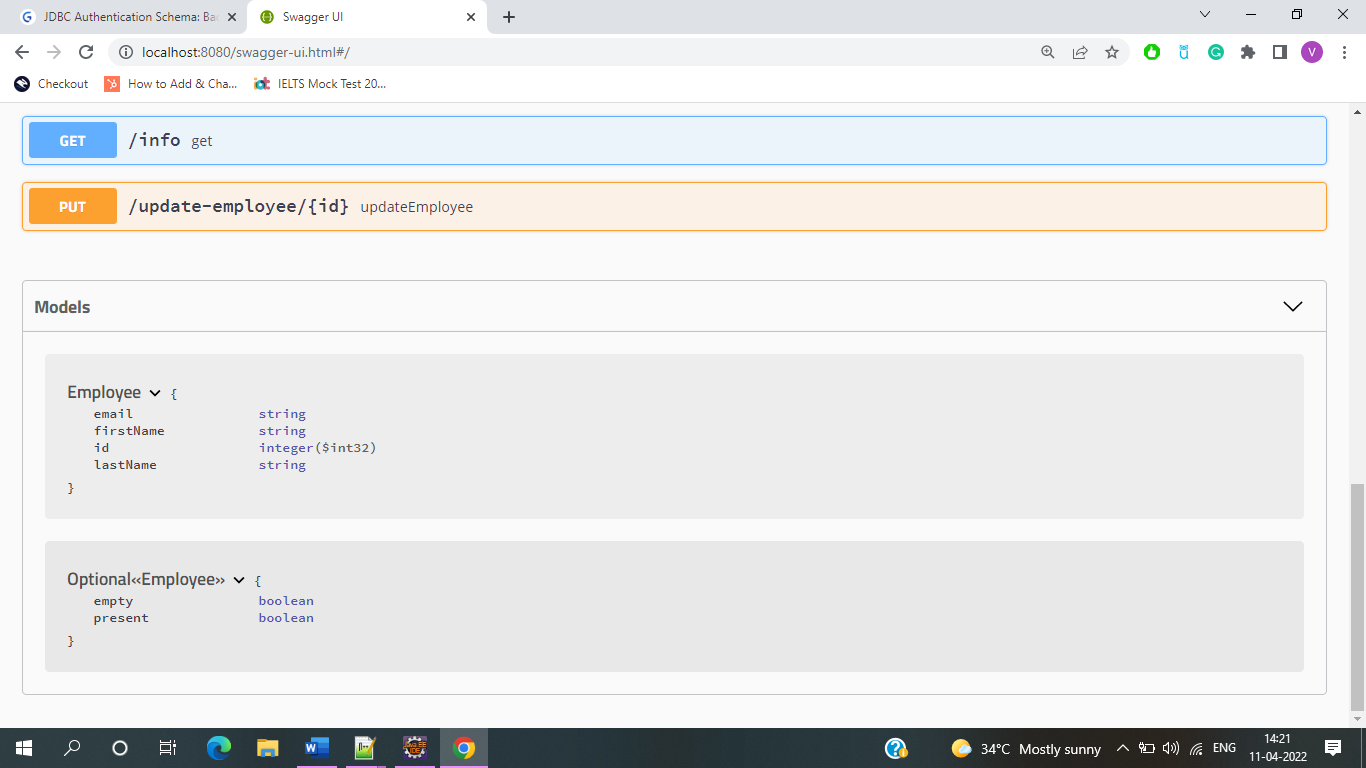 JDBC Authentication Schema: Ba
Swagger UI
localhost:8080/swagger-ui.html#/
V
Checkout
How to Add & Cha...
IELTS Mock Test 20...
GET /info get
PUT /update-employee/{id} updateEmployee
Models
Employee {
email string
firstName string
id integer($int32)
lastName string
}
Optional«Employee» {
empty boolean
present boolean
}
34°C Mostly sunny
ENG
14:21
11-04-2022